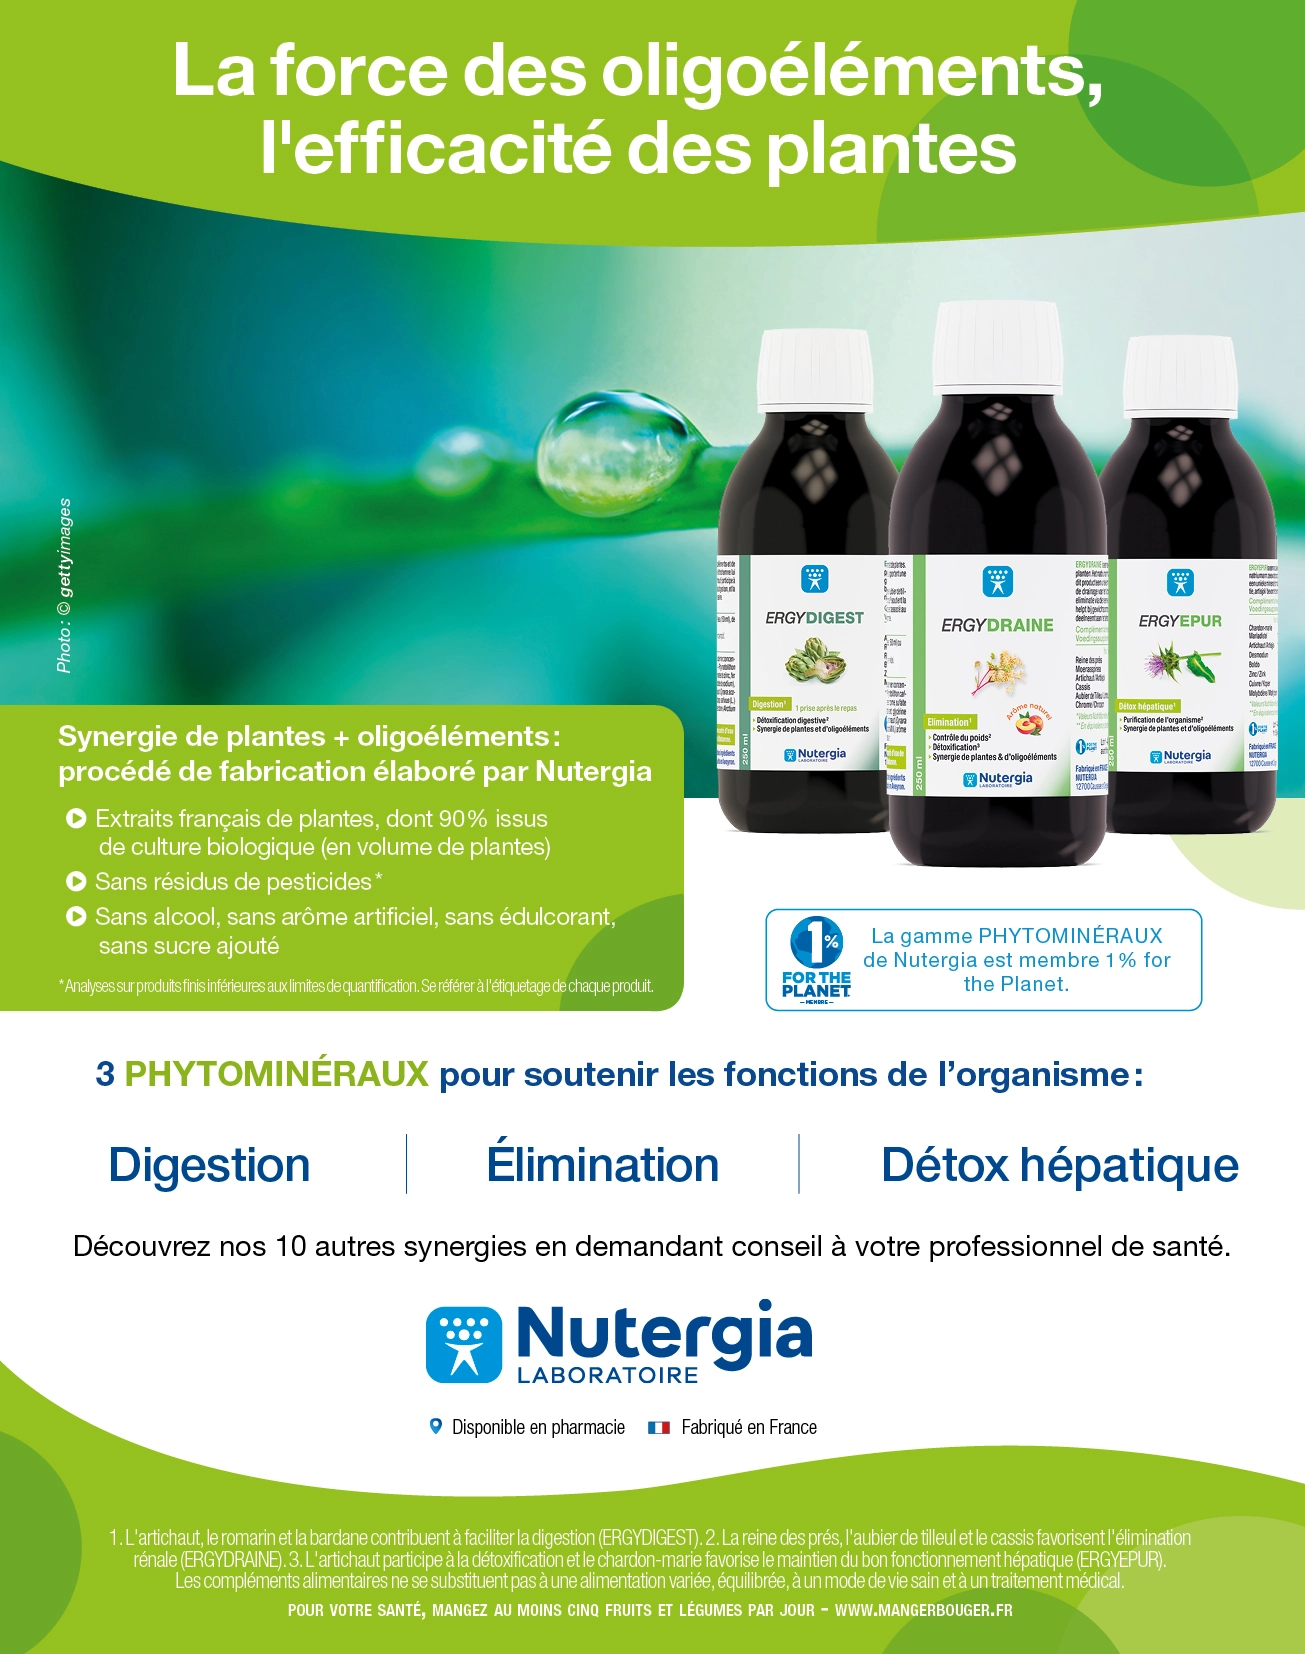 La force des oligoéléments,
l'efficacité des plantes
Photo : © gettyimages
ERGYDIGEST
Digestion¹
1 prise après le repas
Détoxification digestive²
Synergie de plantes et d'oligoéléments
250 ml
Nutergia
LABORATOIRE
ERGYDRAINE
Arôme naturel
Elimination¹
Contrôle du poids²
Détoxification³
Synergie de plantes & d'oligoéléments
250 ml
Nutergia
LABORATOIRE
ERGYEPUR
Détox hépatique¹
Purification de l'organisme²
Synergie de plantes et d'oligoéléments
250 ml
Nutergia
LABORATOIRE
Synergie de plantes + oligoéléments :
procédé de fabrication élaboré par Nutergia
Extraits français de plantes, dont 90% issus
de culture biologique (en volume de plantes)
Sans résidus de pesticides*
Sans alcool, sans arôme artificiel, sans édulcorant,
sans sucre ajouté
*Analyses sur produits finis inférieures aux limites de quantification. Se référer à l'étiquetage de chaque produit.
1%
FOR THE
PLANET
MEMBRE
La gamme PHYTOMINÉRAUX
de Nutergia est membre 1% for
the Planet.
3 PHYTOMINÉRAUX pour soutenir les fonctions de l’organisme :
Digestion
Élimination
Détox hépatique
Découvrez nos 10 autres synergies en demandant conseil à votre professionnel de santé.
Nutergia
LABORATOIRE
Disponible en pharmacie
Fabriqué en France
1. L'artichaut, le romarin et la bardane contribuent à faciliter la digestion (ERGYDIGEST). 2. La reine des prés, l'aubier de tilleul et le cassis favorisent l'élimination
rénale (ERGYDRAINE). 3. L'artichaut participe à la détoxification et le chardon-marie favorise le maintien du bon fonctionnement hépatique (ERGYEPUR).
Les compléments alimentaires ne se substituent pas à une alimentation variée, équilibrée, à un mode de vie sain et à un traitement médical.
POUR VOTRE SANTÉ, MANGEZ AU MOINS CINQ FRUITS ET LÉGUMES PAR JOUR - WWW.MANGERBOUGER.FR